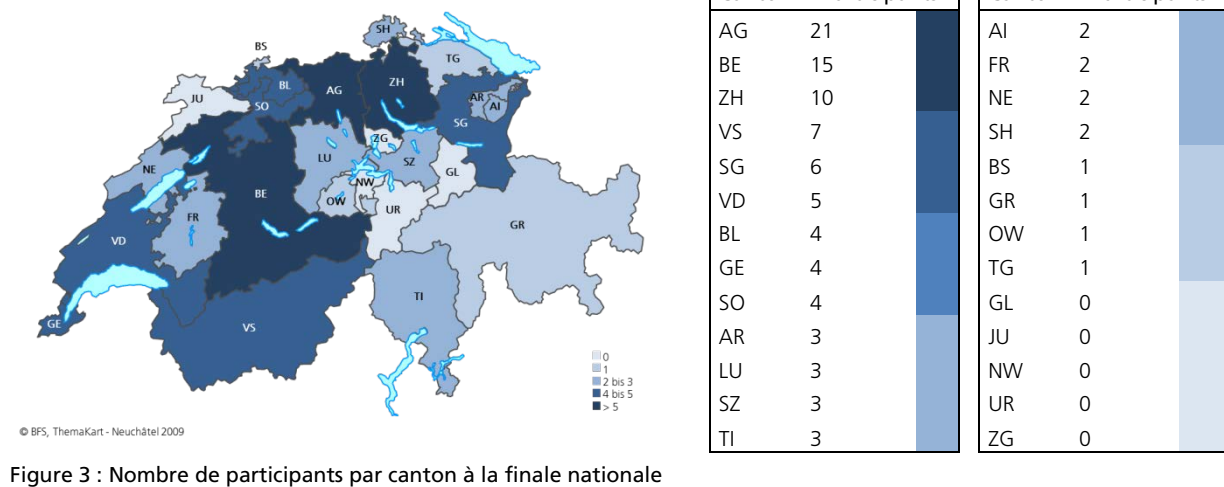 SH
BS
TG
BL
ZH
JU
AG
AR
AI
SO
SG
ZG
LU
SZ
NE
GL
NW
BE
OW
UR
FR
GR
VD
TI
GE
VS
0
1
2 bis 3
4 bis 5
> 5
© BFS, ThemaKart - Neuchâtel 2009
Figure 3 : Nombre de participants par canton à la finale nationale
AG 21
BE 15
ZH 10
VS 7
SG 6
VD 5
BL 4
GE 4
SO 4
AR 3
LU 3
SZ 3
TI 3
AI 2
FR 2
NE 2
SH 2
BS 1
GR 1
OW 1
TG 1
GL 0
JU 0
NW 0
UR 0
ZG 0